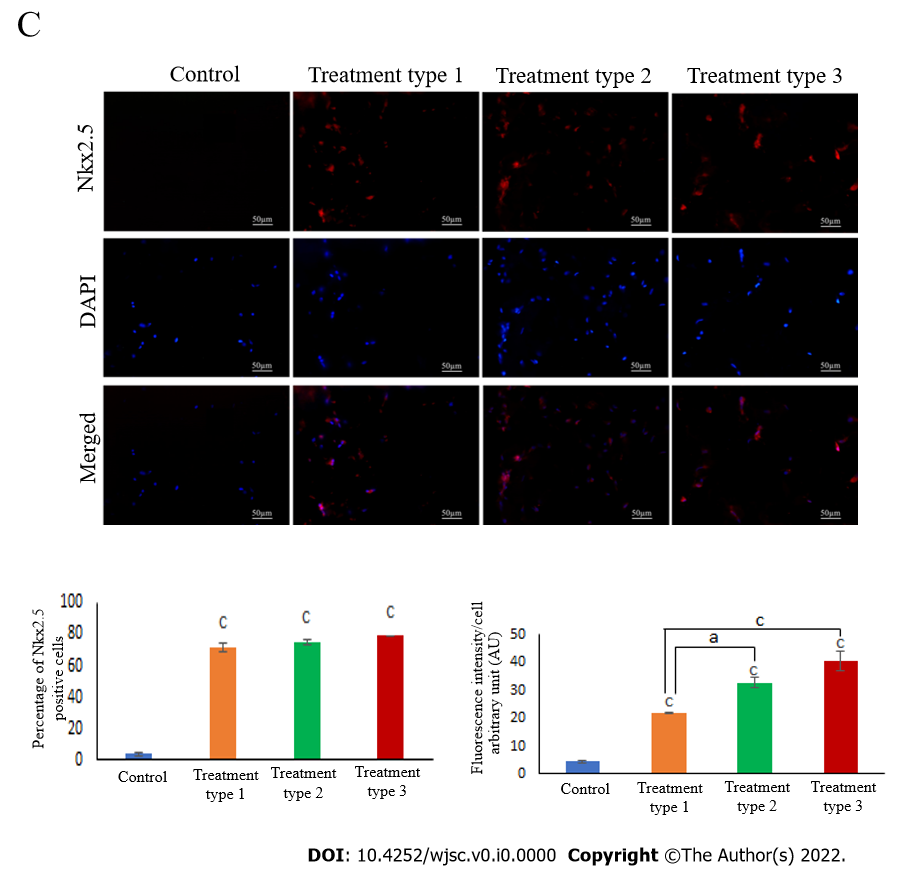 C
Control Treatment type 1 Treatment type 2 Treatment type 3
Nkx2.5
50µm 50µm 50µm 50µm
DAPI
50µm 50µm 50µm 50µm
Merged
50µm 50µm 50µm 50µm
Percentage of Nkx2.5
positive cells
100
80
60
40
20
0
C C C
Control
Treatment
type 1
Treatment
type 2
Treatment
type 3
Fluorescence intensity/cell
arbitrary unit (AU)
50
40
30
20
10
0
c
a
c
c
c
Control
Treatment
type 1
Treatment
type 2
Treatment
type 3
DOI: 10.4252/wjsc.v0.i0.0000 Copyright ©The Author(s) 2022.